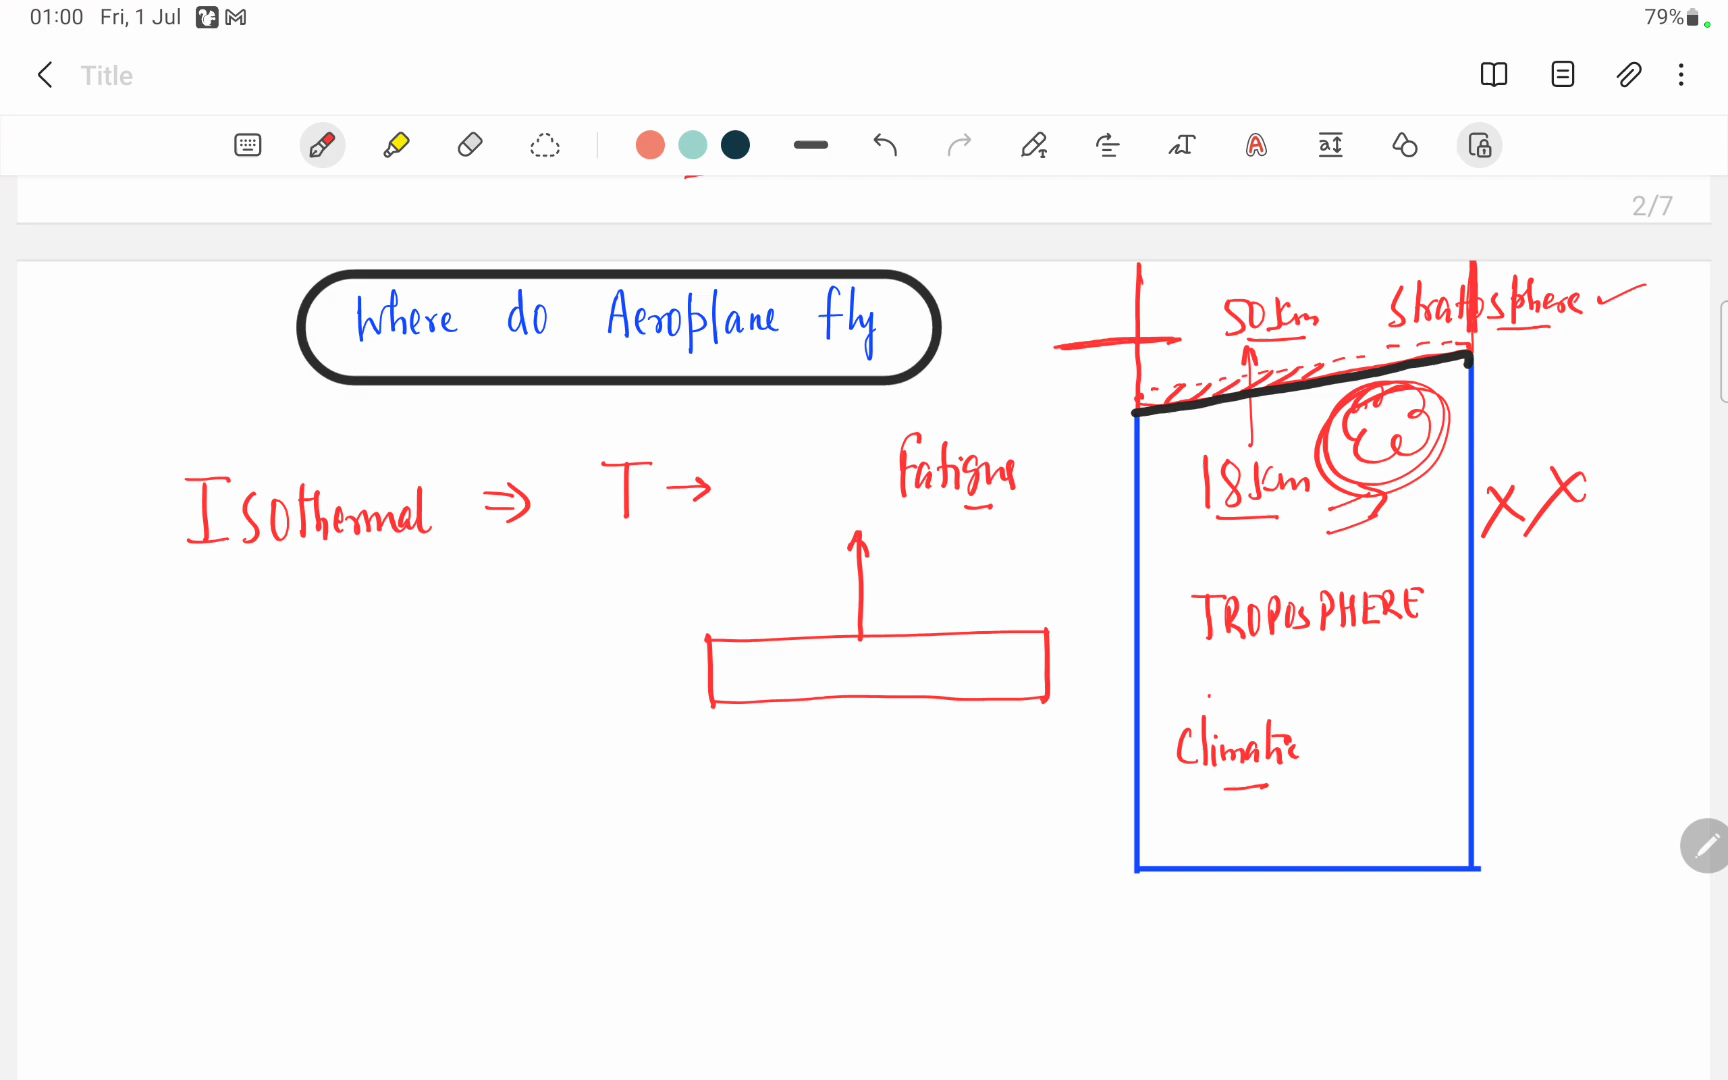 01:00 Fri, 1 Jul
79%
Title
2/7
Where do Aeroplane fly
50km Stratosphere
Isothermal ⇒ T →
Fatigue
18km
XX
TROPOSPHERE
Climatic